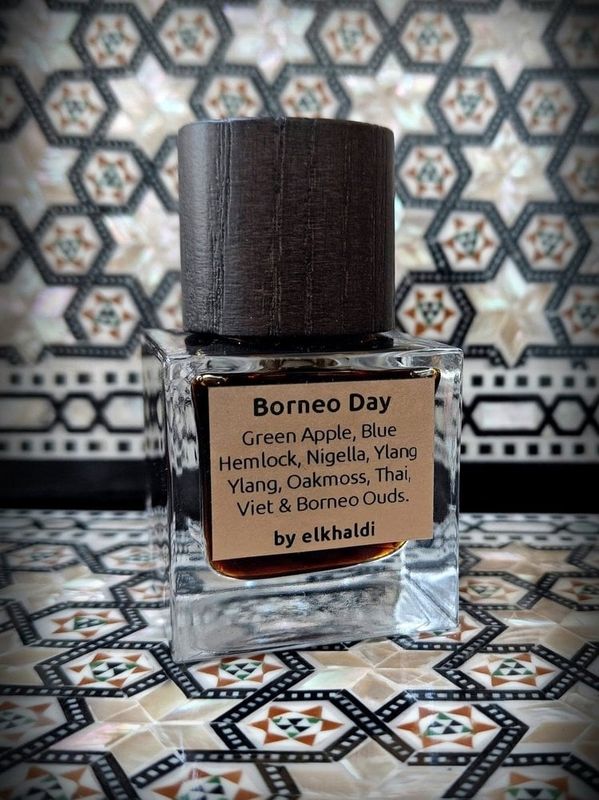 Borneo Day
Green Apple, Blue
Hemlock, Nigella, Ylang
Ylang, Oakmoss, Thai,
Viet & Borneo Ouds.
by elkhaldi